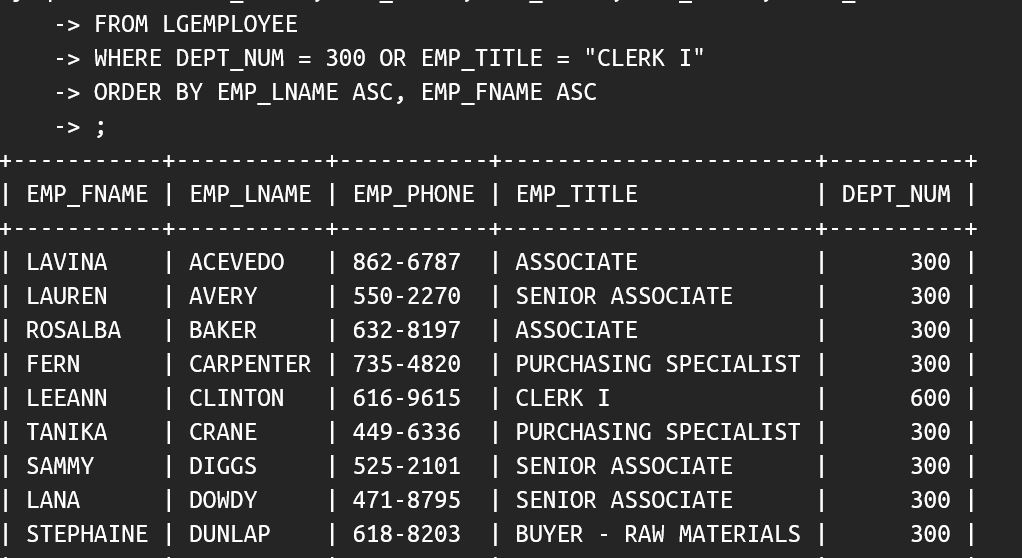 -> FROM LGEMPLOYEE
-> WHERE DEPT_NUM = 300 OR EMP_TITLE = "CLERK I"
-> ORDER BY EMP_LNAME ASC, EMP_FNAME ASC
-> ;
+-----------+-----------+-----------+-----------------------+----------+
| EMP_FNAME | EMP_LNAME | EMP_PHONE | EMP_TITLE             | DEPT_NUM |
+-----------+-----------+-----------+-----------------------+----------+
| LAVINA    | ACEVEDO   | 862-6787  | ASSOCIATE             |      300 |
| LAUREN    | AVERY     | 550-2270  | SENIOR ASSOCIATE      |      300 |
| ROSALBA   | BAKER     | 632-8197  | ASSOCIATE             |      300 |
| FERN      | CARPENTER | 735-4820  | PURCHASING SPECIALIST |      300 |
| LEEANN    | CLINTON   | 616-9615  | CLERK I               |      600 |
| TANIKA    | CRANE     | 449-6336  | PURCHASING SPECIALIST |      300 |
| SAMMY     | DIGGS     | 525-2101  | SENIOR ASSOCIATE      |      300 |
| LANA      | DOWDY     | 471-8795  | SENIOR ASSOCIATE      |      300 |
| STEPHAINE | DUNLAP    | 618-8203  | BUYER - RAW MATERIALS |      300 |